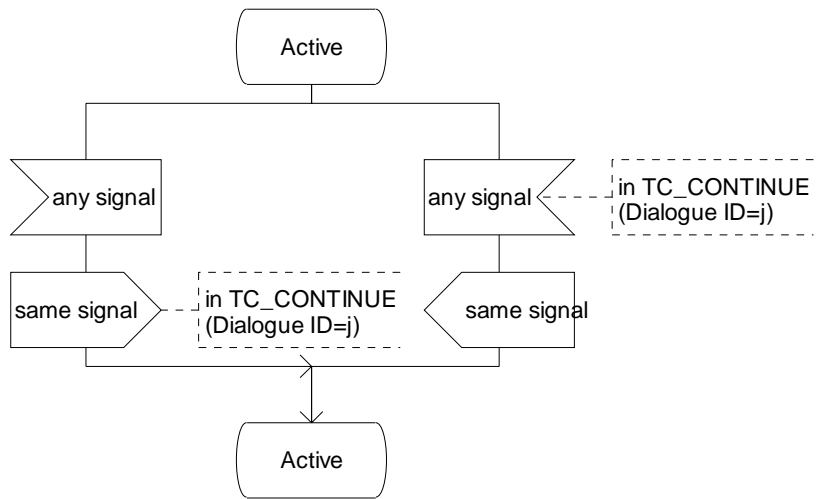 Active
any signal
any signal
in TC_CONTINUE
(Dialogue ID=j)
same signal
in TC_CONTINUE
(Dialogue ID=j)
same signal
Active